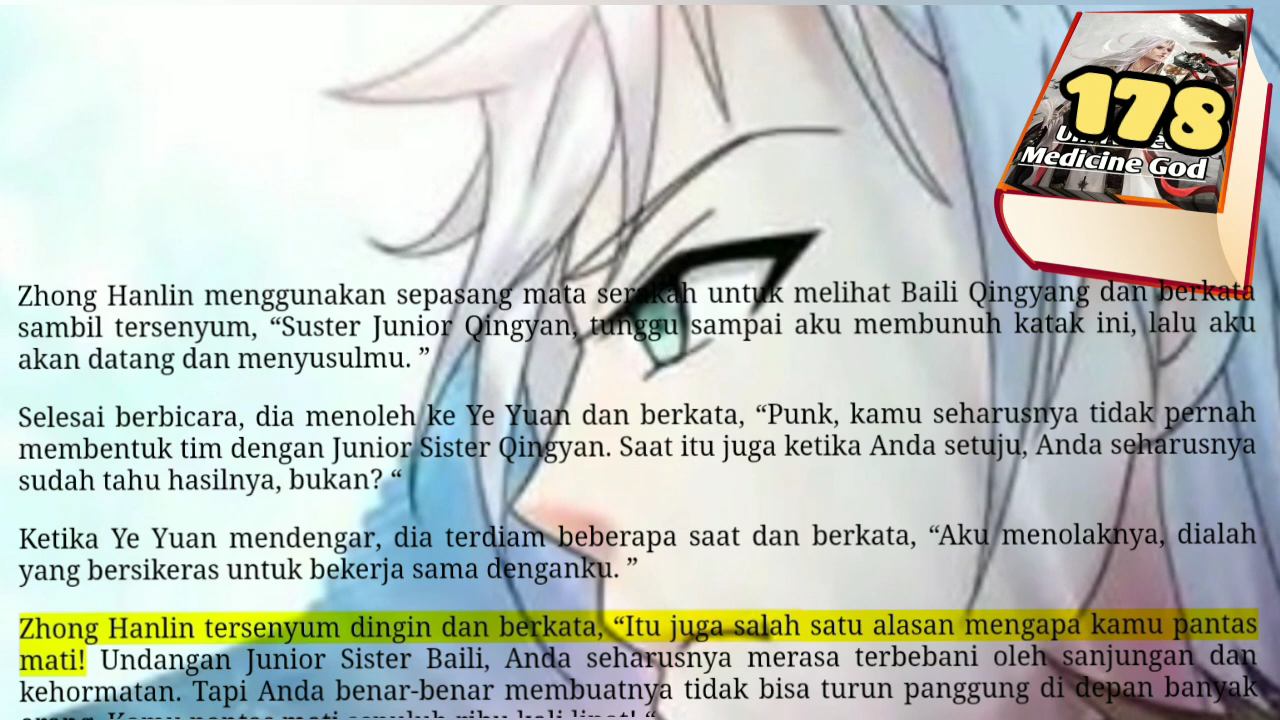 178
Medicine God
Zhong Hanlin menggunakan sepasang mata serakah untuk melihat Baili Qingyang dan berkata
sambil tersenyum, “Suster Junior Qingyan, tunggu sampai aku membunuh katak ini, lalu aku
akan datang dan menyusulmu. ”
Selesai berbicara, dia menoleh ke Ye Yuan dan berkata, “Punk, kamu seharusnya tidak pernah
membentuk tim dengan Junior Sister Qingyan. Saat itu juga ketika Anda setuju, Anda seharusnya
sudah tahu hasilnya, bukan? “
Ketika Ye Yuan mendengar, dia terdiam beberapa saat dan berkata, “Aku menolaknya, dialah
yang bersikeras untuk bekerja sama denganku. ”
Zhong Hanlin tersenyum dingin dan berkata, “Itu juga salah satu alasan mengapa kamu pantas
mati! Undangan Junior Sister Baili, Anda seharusnya merasa terbebani oleh sanjungan dan
kehormatan. Tapi Anda benar-benar membuatnya tidak bisa turun panggung di depan banyak